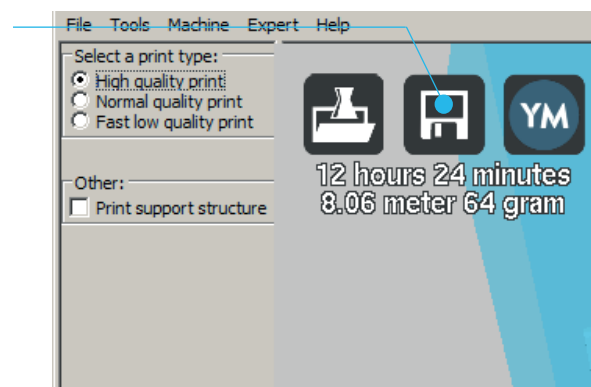 File Tools Machine Expert Help
Select a print type:
High quality print
Normal quality print
Fast low quality print
Other:
Print support structure
YM
12 hours 24 minutes
8.06 meter 64 gram